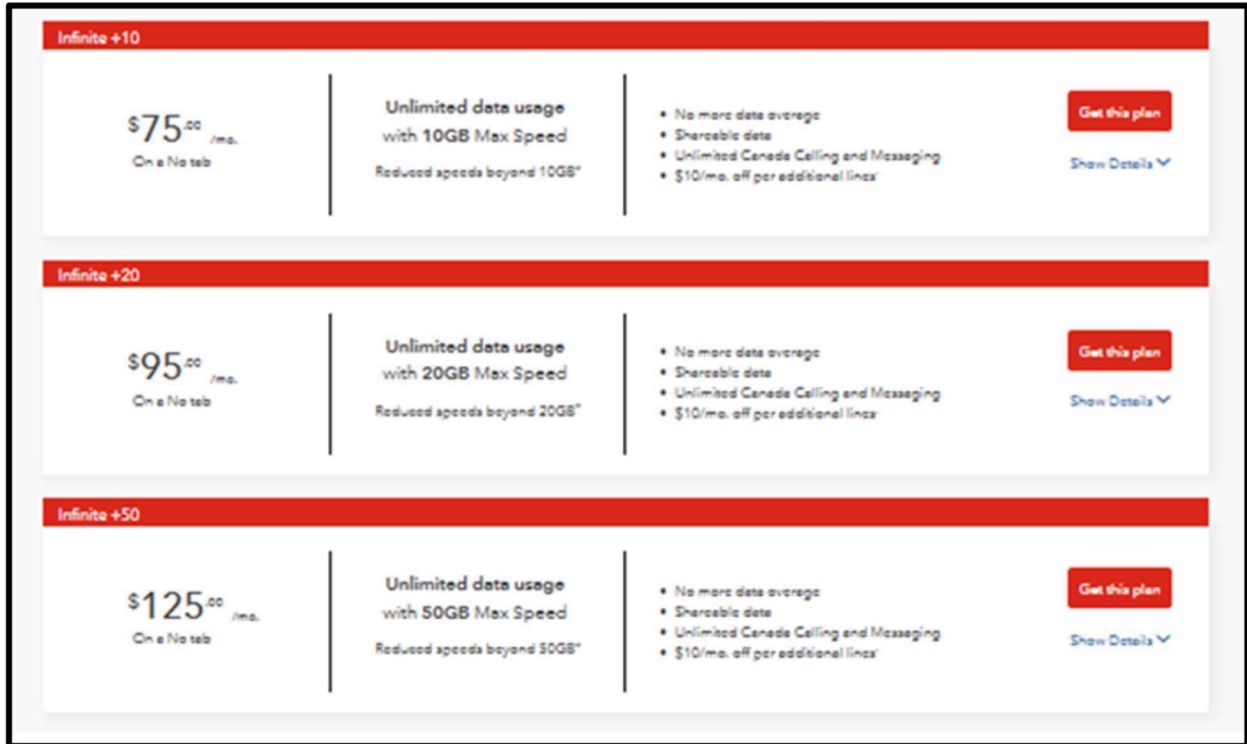 Infinite +10
$75.00 /mo.
On a No tab
Unlimited data usage
with 10GB Max Speed
Reduced speeds beyond 10GB*
• No more data overage
• Shareable data
• Unlimited Canada Calling and Messaging
• $10/mo. off per additional lines
Get this plan
Show Details
Infinite +20
$95.00 /mo.
On a No tab
Unlimited data usage
with 20GB Max Speed
Reduced speeds beyond 20GB*
• No more data overage
• Shareable data
• Unlimited Canada Calling and Messaging
• $10/mo. off per additional lines
Get this plan
Show Details
Infinite +50
$125.00 /mo.
On a No tab
Unlimited data usage
with 50GB Max Speed
Reduced speeds beyond 50GB*
• No more data overage
• Shareable data
• Unlimited Canada Calling and Messaging
• $10/mo. off per additional lines
Get this plan
Show Details